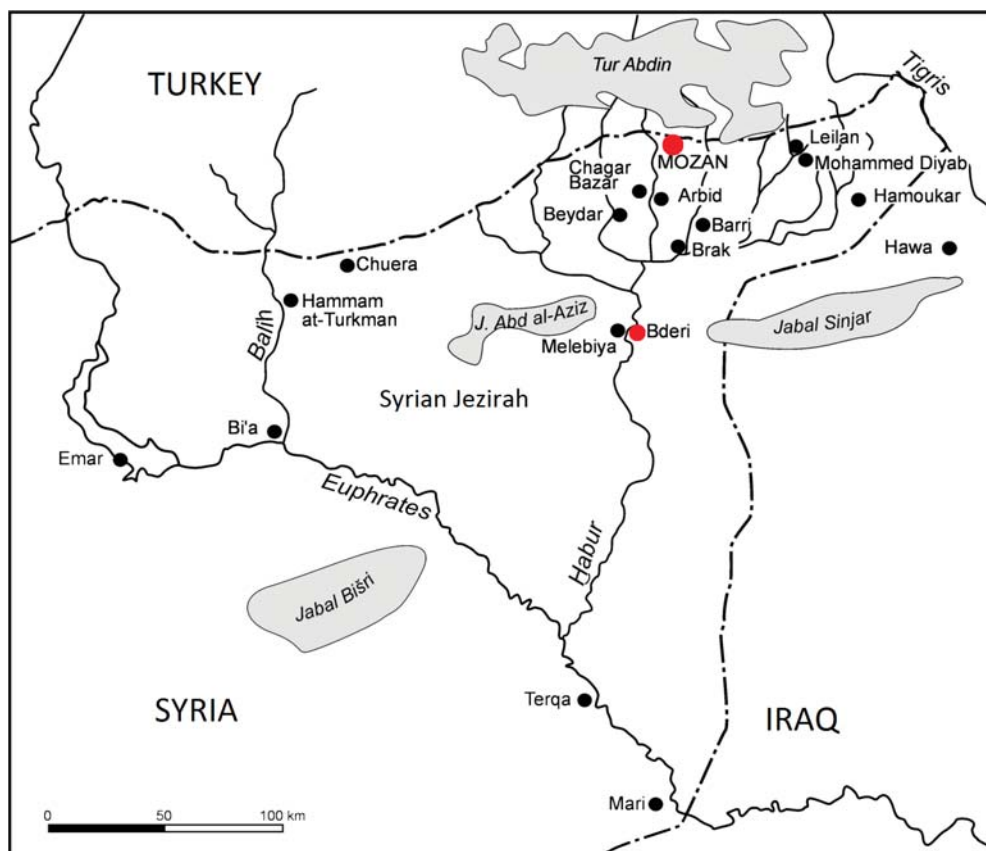 Tur Abdin
Tigris
TURKEY
Leilan
MOZAN
Mohammed Diyab
Chagar
Bazar
Arbid
Hamoukar
Beydar
Barri
Brak
Hawa
Chuera
Hammam
at-Turkman
Balih
J. Abd al-Aziz
Bderi
Jabal Sinjar
Melebiya
Syrian Jezirah
Bi'a
Emar
Euphrates
Habur
Jabal Bišri
Terqa
SYRIA
IRAQ
Mari
0 50 100 km